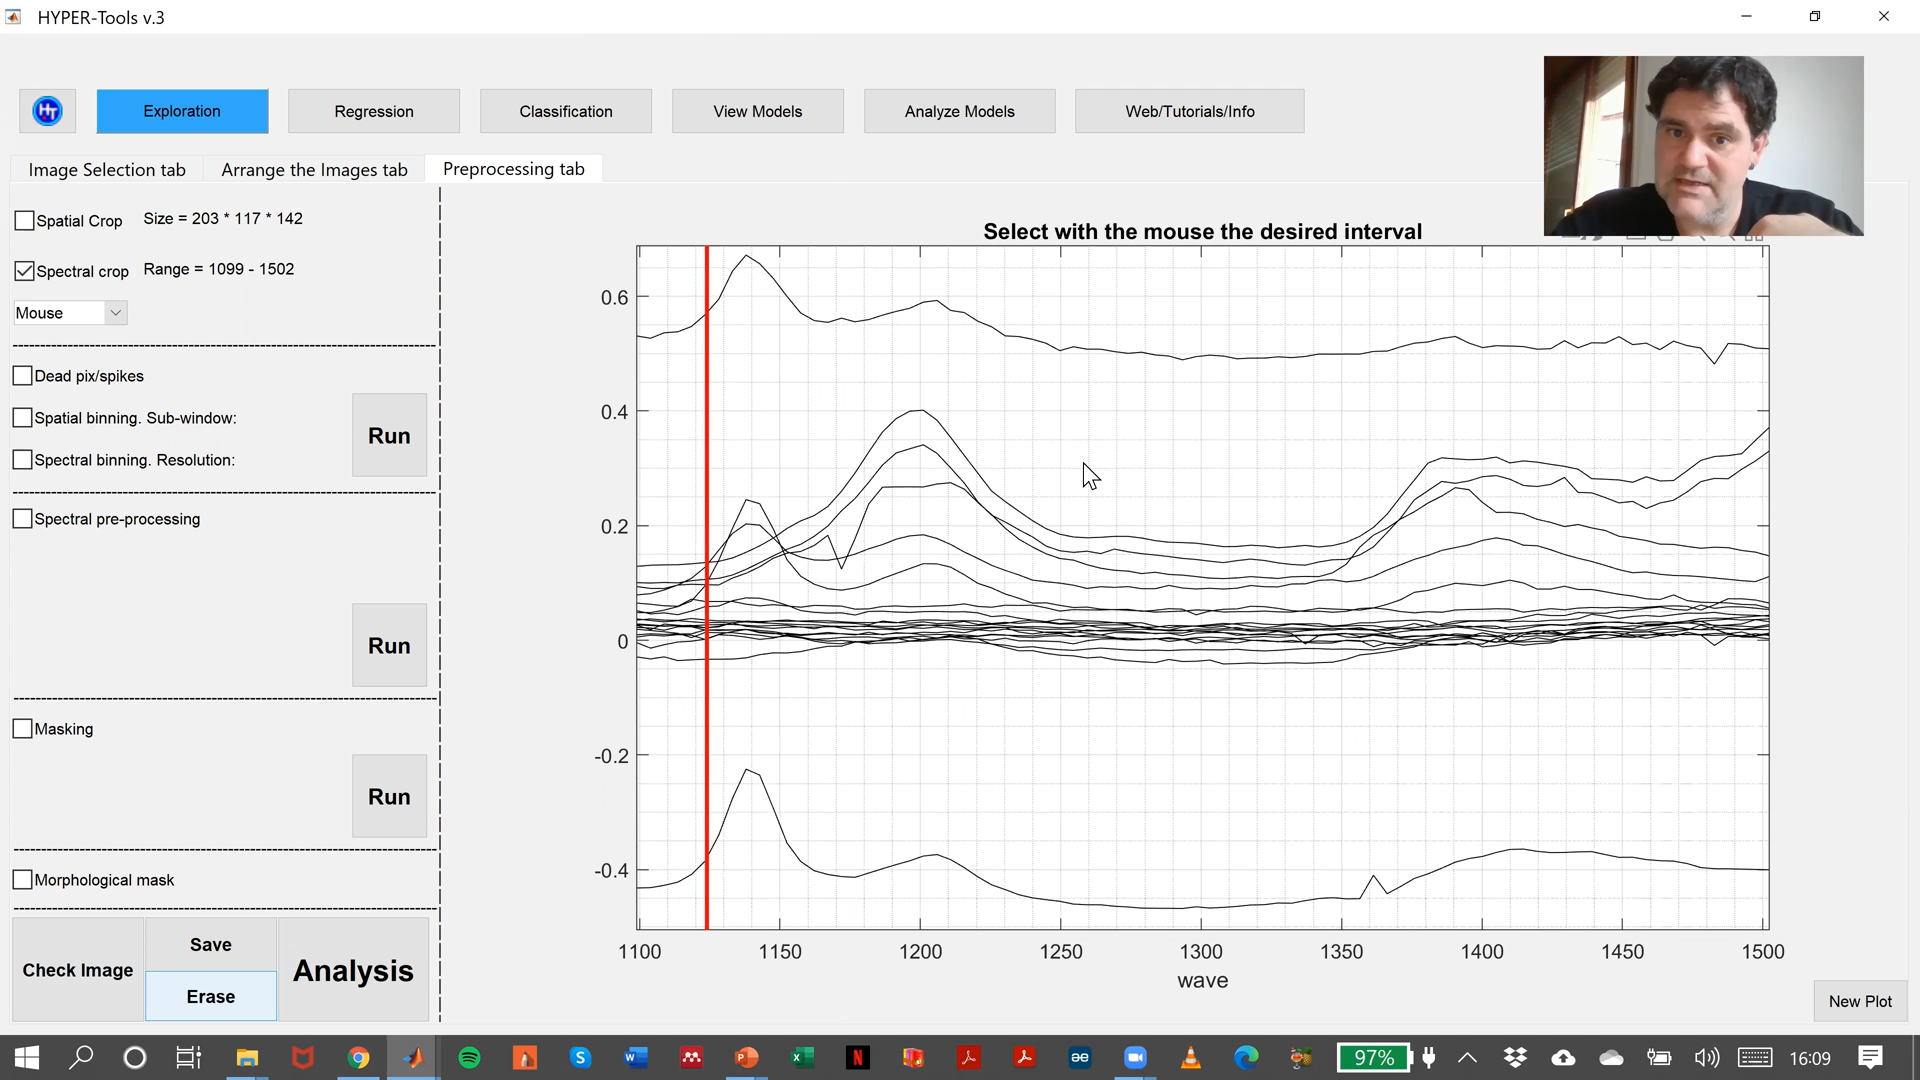 HYPER-Tools v.3
HT
Exploration
Regression
Classification
View Models
Analyze Models
Web/Tutorials/Info
Image Selection tab
Arrange the Images tab
Preprocessing tab
Spatial Crop
Size = 203 * 117 * 142
Spectral crop
Range = 1099 - 1502
Mouse
Dead pix/spikes
Spatial binning. Sub-window:
Spectral binning. Resolution:
Run
Spectral pre-processing
Run
Masking
Run
Morphological mask
Check Image
Save
Erase
Analysis
Select with the mouse the desired interval
0.6
0.4
0.2
0
-0.2
-0.4
1100
1150
1200
1250
1300
1350
1400
1450
1500
wave
New Plot
97%
16:09